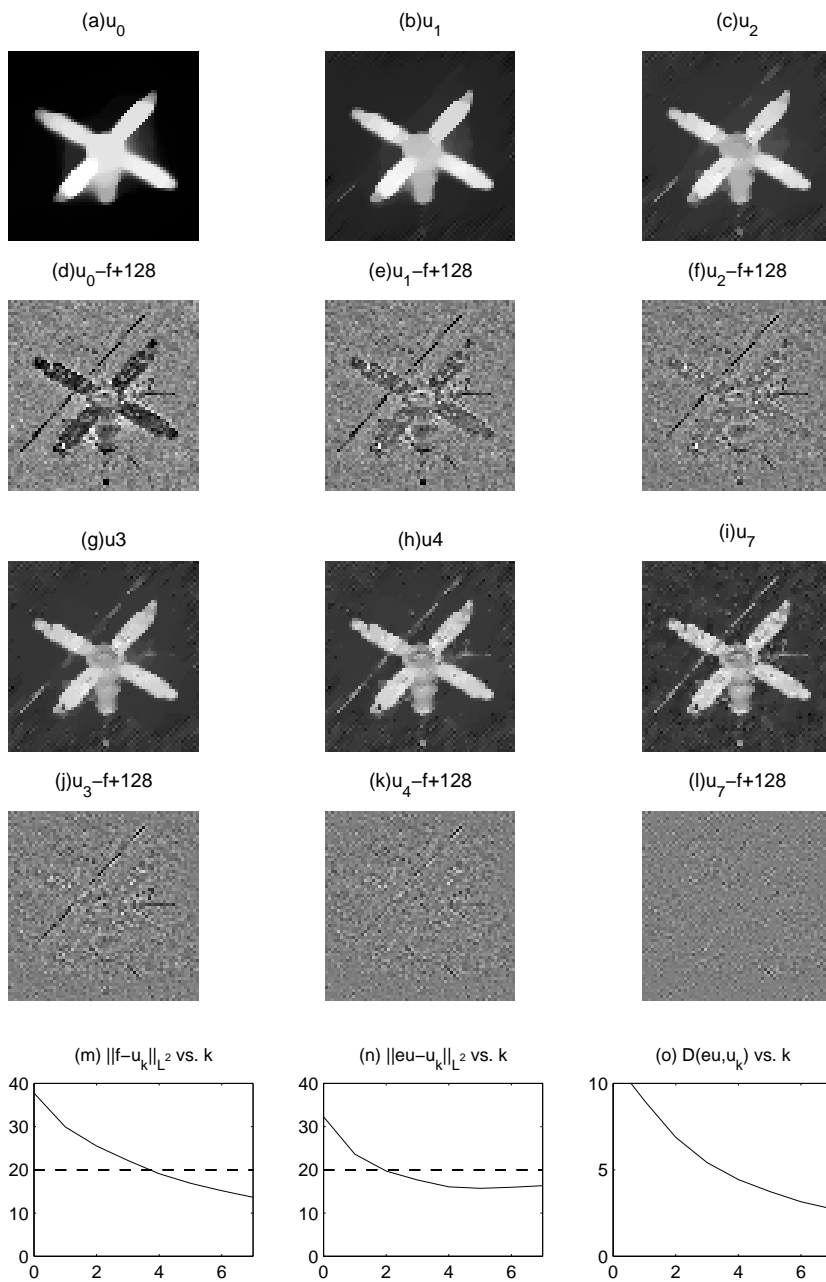 (a)u0
(b)u1
(c)u2
(d)u0−f+128
(e)u1−f+128
(f)u2−f+128
(g)u3
(h)u4
(i)u7
(j)u3−f+128
(k)u4−f+128
(l)u7−f+128
(m) ||f−uk||L² vs. k
(n) ||eu−uk||L² vs. k
(o) D(eu,uk) vs. k
40
30
20
10
0
0 2 4 6
40
30
20
10
0
0 2 4 6
10
5
0
0 2 4 6